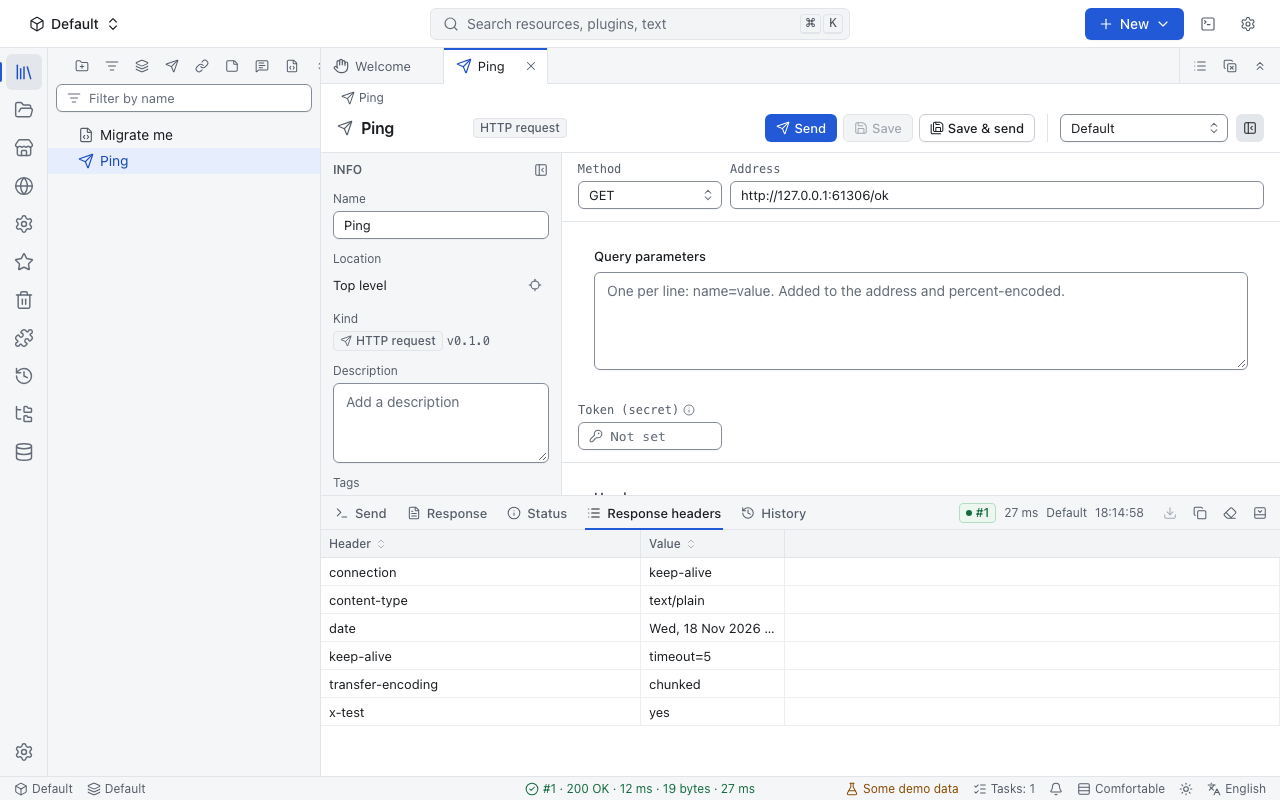 Default
Search resources, plugins, text
⌘ K
New
Welcome
Ping
Filter by name
Migrate me
Ping
Ping
Ping
HTTP request
Send
Save
Save & send
Default
INFO
Name
Ping
Location
Top level
Kind
HTTP request v0.1.0
Description
Add a description
Tags
Method
Address
GET
http://127.0.0.1:61306/ok
Query parameters
One per line: name=value. Added to the address and percent-encoded.
Token (secret)
Not set
Send
Response
Status
Response headers
History
#1
27 ms
Default
18:14:58
Header
Value
connection
keep-alive
content-type
text/plain
date
Wed, 18 Nov 2026 ...
keep-alive
timeout=5
transfer-encoding
chunked
x-test
yes
Default
Default
#1 · 200 OK · 12 ms · 19 bytes · 27 ms
Some demo data
Tasks: 1
Comfortable
English